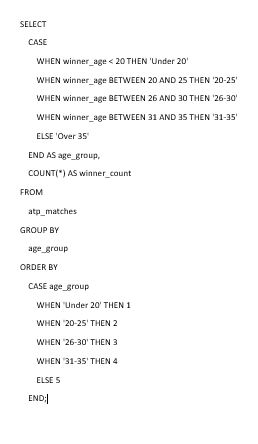 SELECT
CASE
WHEN winner_age < 20 THEN 'Under 20'
WHEN winner_age BETWEEN 20 AND 25 THEN '20-25'
WHEN winner_age BETWEEN 26 AND 30 THEN '26-30'
WHEN winner_age BETWEEN 31 AND 35 THEN '31-35'
ELSE 'Over 35'
END AS age_group,
COUNT(*) AS winner_count
FROM
atp_matches
GROUP BY
age_group
ORDER BY
CASE age_group
WHEN 'Under 20' THEN 1
WHEN '20-25' THEN 2
WHEN '26-30' THEN 3
WHEN '31-35' THEN 4
ELSE 5
END;